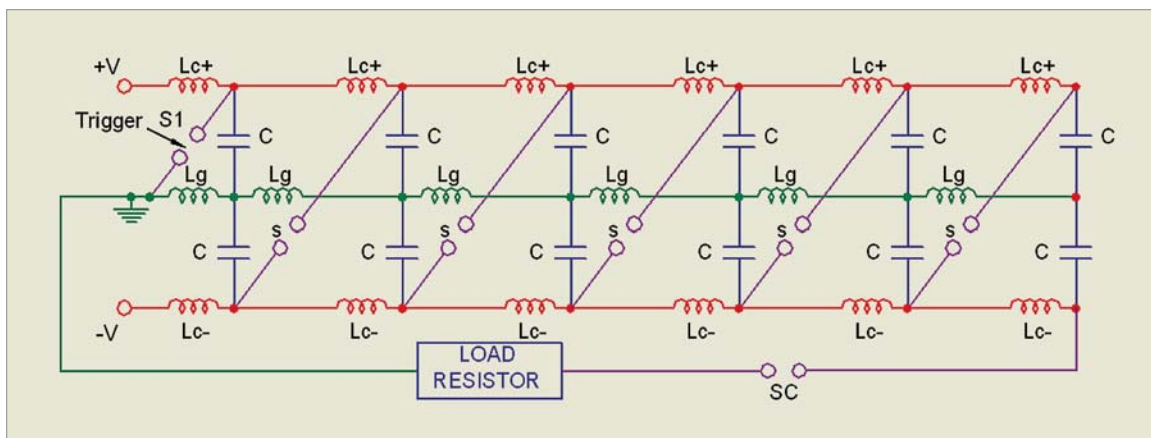 +V Lc+ Lc+ Lc+ Lc+ Lc+ Lc+
Trigger S1
C C C C C C
Lg Lg Lg Lg Lg Lg
s s s s s
C C C C C C
-V Lc- Lc- Lc- Lc- Lc- Lc-
LOAD
RESISTOR
SC